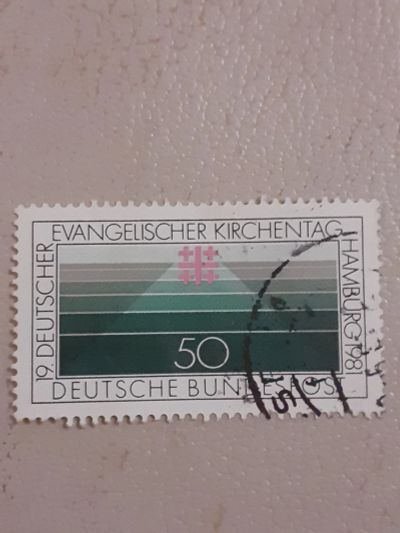 19. DEUTSCHER
EVANGELISCHER KIRCHENTAG
HAMBURG 1981
50
DEUTSCHE BUNDESPOST